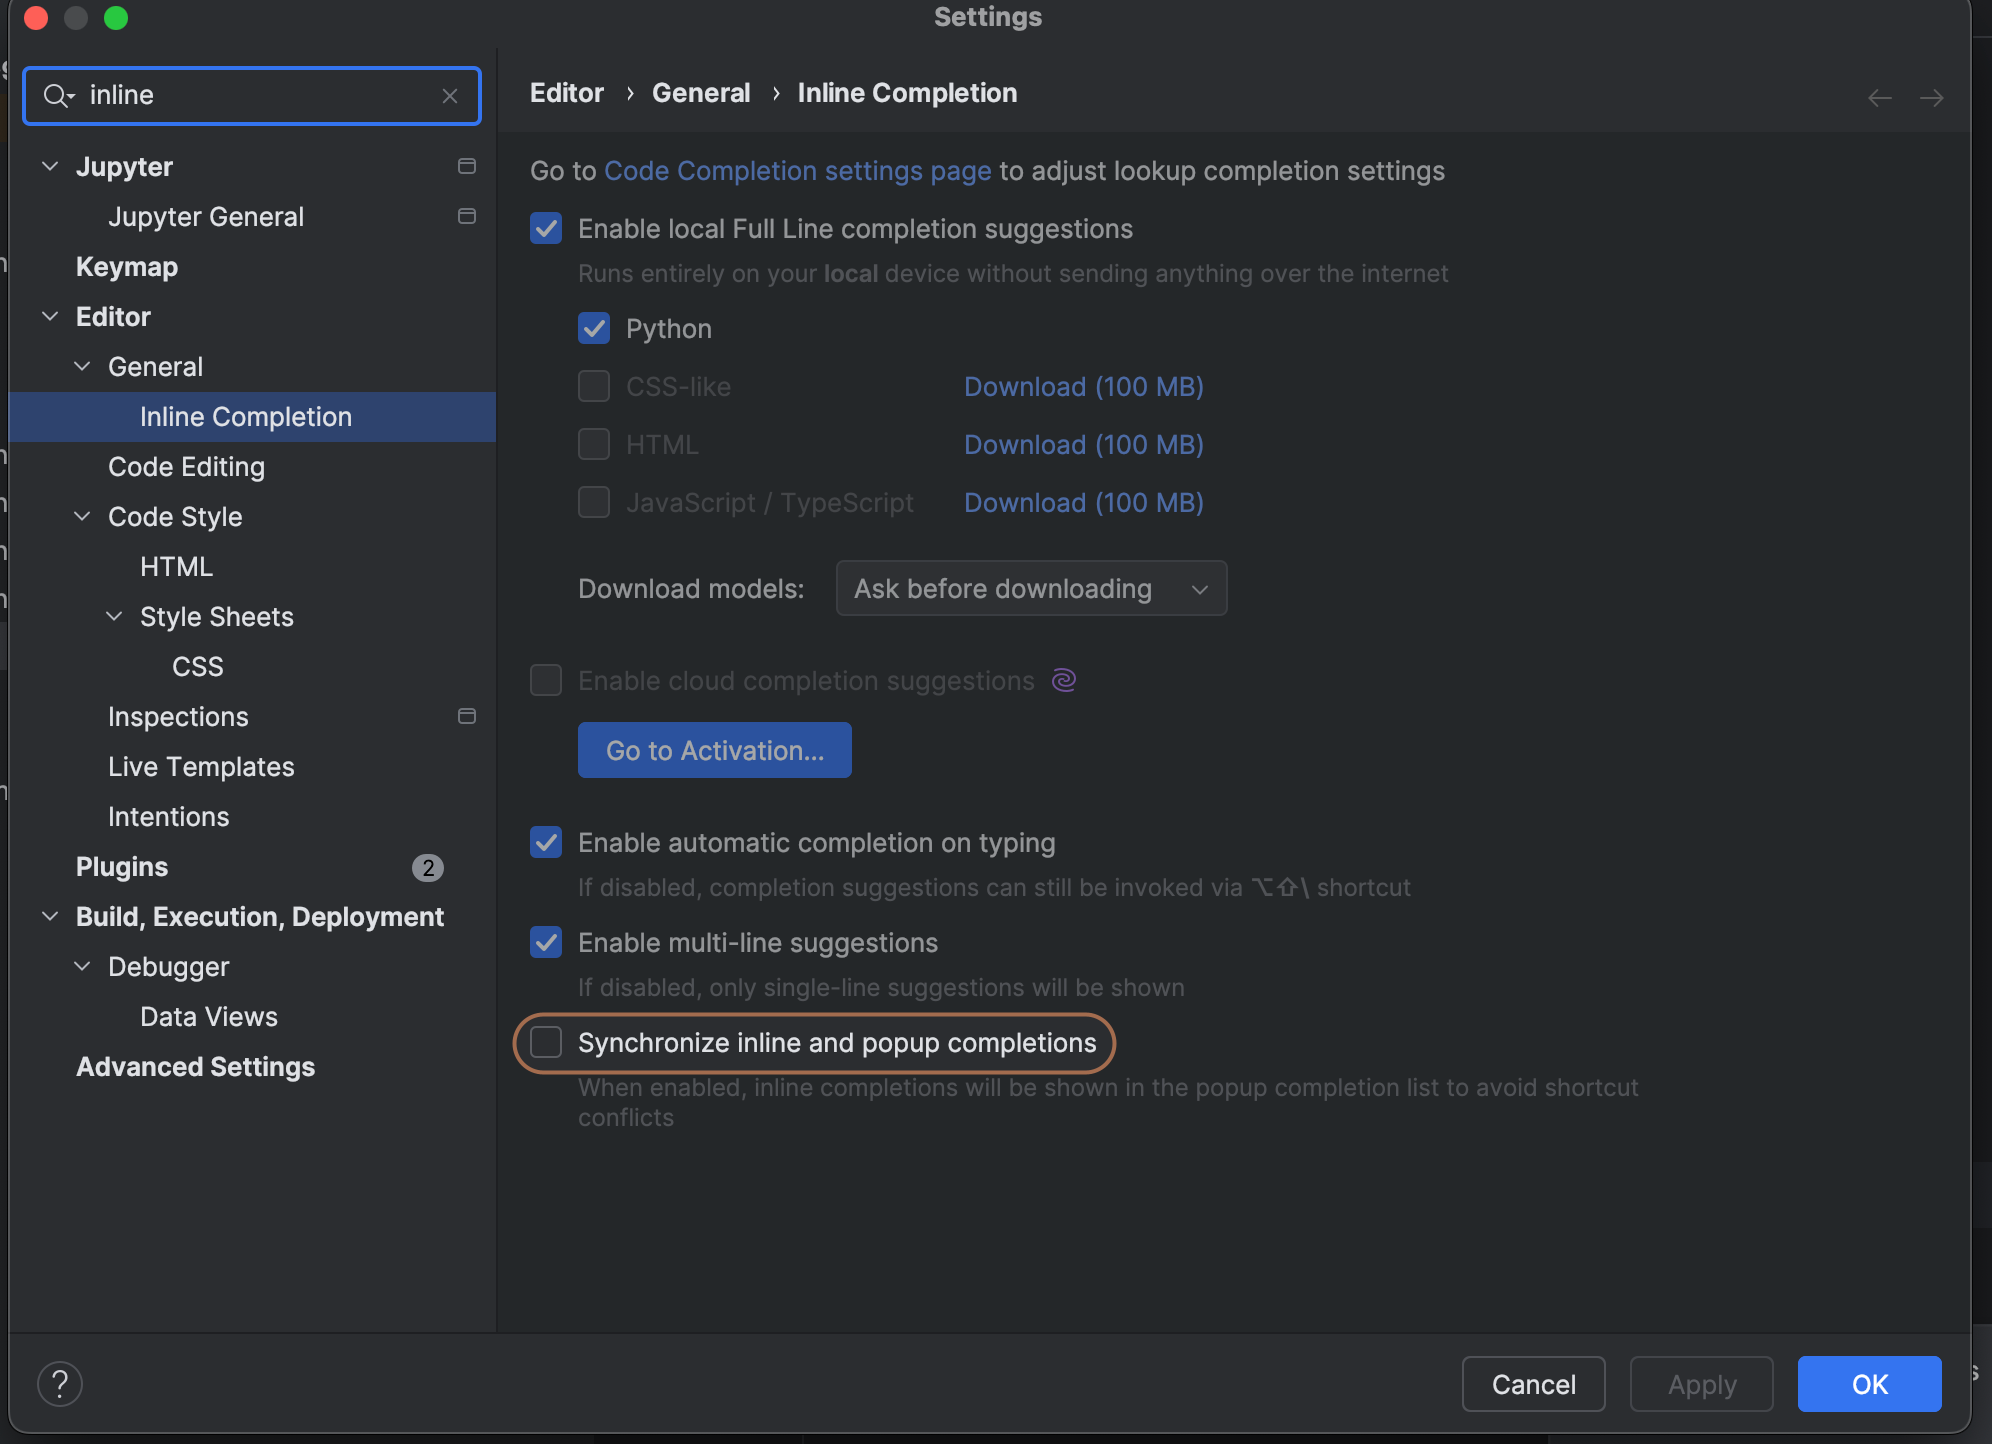 Settings
inline
Jupyter
Jupyter General
Keymap
Editor
General
Inline Completion
Code Editing
Code Style
HTML
Style Sheets
CSS
Inspections
Live Templates
Intentions
Plugins 2
Build, Execution, Deployment
Debugger
Data Views
Advanced Settings
Editor › General › Inline Completion
Go to Code Completion settings page to adjust lookup completion settings
Enable local Full Line completion suggestions
Runs entirely on your local device without sending anything over the internet
Python
CSS-like Download (100 MB)
HTML Download (100 MB)
JavaScript / TypeScript Download (100 MB)
Download models: Ask before downloading
Enable cloud completion suggestions
Go to Activation...
Enable automatic completion on typing
If disabled, completion suggestions can still be invoked via ⌥⇧\ shortcut
Enable multi-line suggestions
If disabled, only single-line suggestions will be shown
Synchronize inline and popup completions
When enabled, inline completions will be shown in the popup completion list to avoid shortcut
conflicts
? Cancel Apply OK